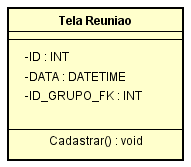 Tela Reuniao
-ID : INT
-DATA : DATETIME
-ID_GRUPO_FK : INT
Cadastrar() : void